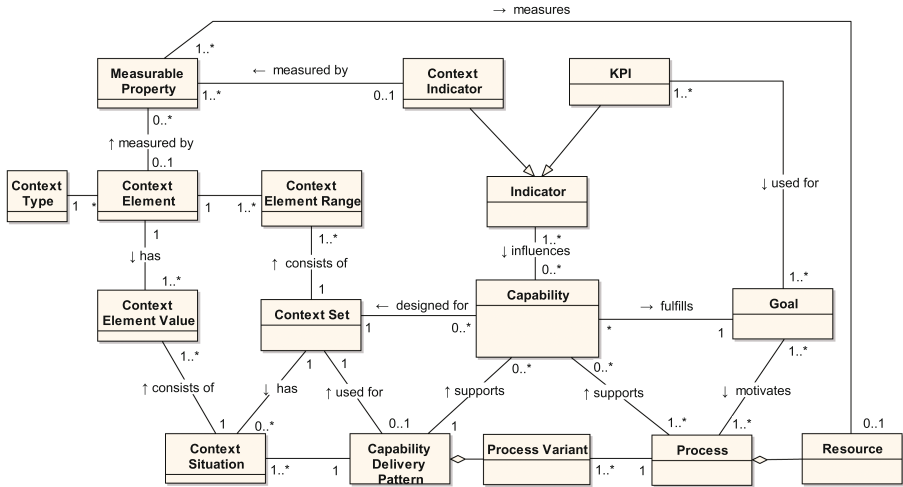 → measures
1..*
Measurable
Property
← measured by
1..*
0..1
Context
Indicator
KPI
1..*
0..*
↑ measured by
0..1
Context
Type
1
*
Context
Element
1
1..*
Context
Element Range
Indicator
↓ used for
1
↓ has
1..*
1..*
↑ consists of
1
1..*
↓ influences
0..*
1..*
Context
Element Value
Context Set
← designed for
1
0..*
Capability
→ fulfills
*
1
Goal
1..*
↑ consists of
1
1
↓ has
0..*
1
↑ used for
0..1
0..*
↑ supports
1
0..*
↑ supports
1..*
1..*
↓ motivates
1..*
0..1
Context
Situation
1..*
1
Capability
Delivery
Pattern
Process Variant
1..*
1
Process
Resource